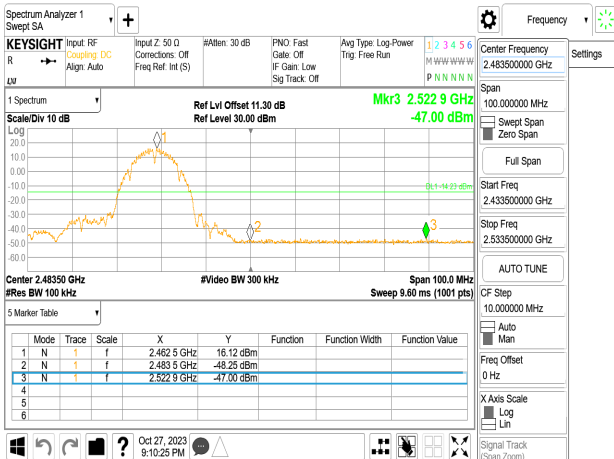 Spectrum Analyzer 1
Swept SA
Frequency
KEYSIGHT
R
Input: RF
Coupling: DC
Align: Auto
Input Z: 50 Ω
Corrections: Off
Freq Ref: Int (S)
#Atten: 30 dB
PNO: Fast
Gate: Off
IF Gain: Low
Sig Track: Off
Avg Type: Log-Power
Trig: Free Run
1 2 3 4 5 6
M W W W W W
P N N N N N
LXI
1 Spectrum
Scale/Div 10 dB
Ref Lvl Offset 11.30 dB
Ref Level 30.00 dBm
Mkr3 2.522 9 GHz
-47.00 dBm
Log
20.0
10.0
0.00
-10.0
-20.0
-30.0
-40.0
-50.0
-60.0
1
2
3
DL1 -14.23 dBm
Center 2.48350 GHz
#Res BW 100 kHz
#Video BW 300 kHz
Span 100.0 MHz
Sweep 9.60 ms (1001 pts)
5 Marker Table
Mode Trace Scale X Y Function Function Width Function Value
1 N 1 f 2.462 5 GHz 16.12 dBm
2 N 1 f 2.483 5 GHz -48.25 dBm
3 N 1 f 2.522 9 GHz -47.00 dBm
4
5
6
?
Oct 27, 2023
9:10:25 PM
Center Frequency
2.483500000 GHz
Settings
Span
100.000000 MHz
Swept Span
Zero Span
Full Span
Start Freq
2.433500000 GHz
Stop Freq
2.533500000 GHz
AUTO TUNE
CF Step
10.000000 MHz
Auto
Man
Freq Offset
0 Hz
X Axis Scale
Log
Lin
Signal Track
(Span Zoom)